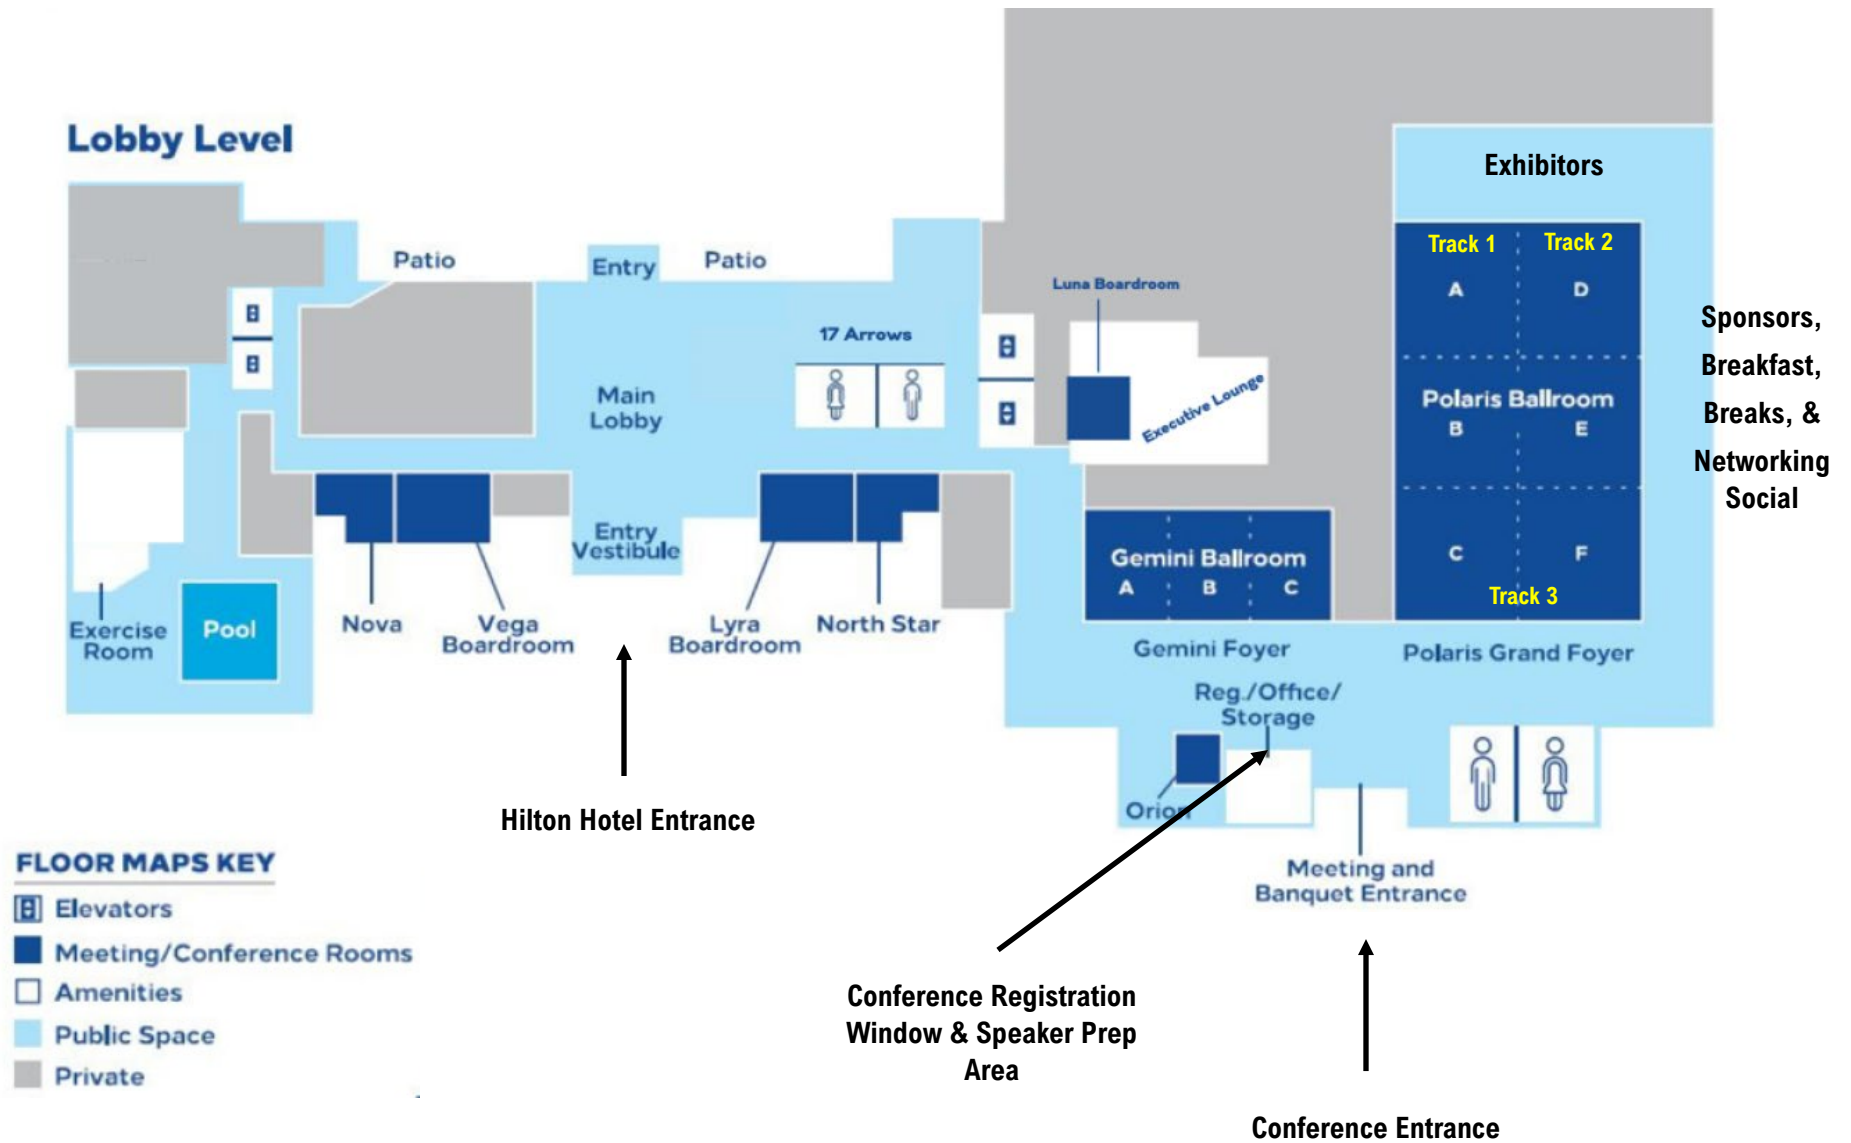 Lobby Level
Exhibitors
Track 1
Track 2
Patio
Entry
Patio
Luna Boardroom
A
D
17 Arrows
Sponsors,
Breakfast,
Breaks, &
Networking
Social
Main
Lobby
Executive Lounge
Polaris Ballroom
B
E
Entry
Vestibule
Gemini Ballroom
A
B
C
C
F
Track 3
Exercise
Room
Pool
Nova
Vega
Boardroom
Lyra
Boardroom
North Star
Gemini Foyer
Polaris Grand Foyer
Reg./Office/
Storage
Orion
Hilton Hotel Entrance
Meeting and
Banquet Entrance
FLOOR MAPS KEY
Elevators
Meeting/Conference Rooms
Amenities
Public Space
Private
Conference Registration
Window & Speaker Prep
Area
Conference Entrance